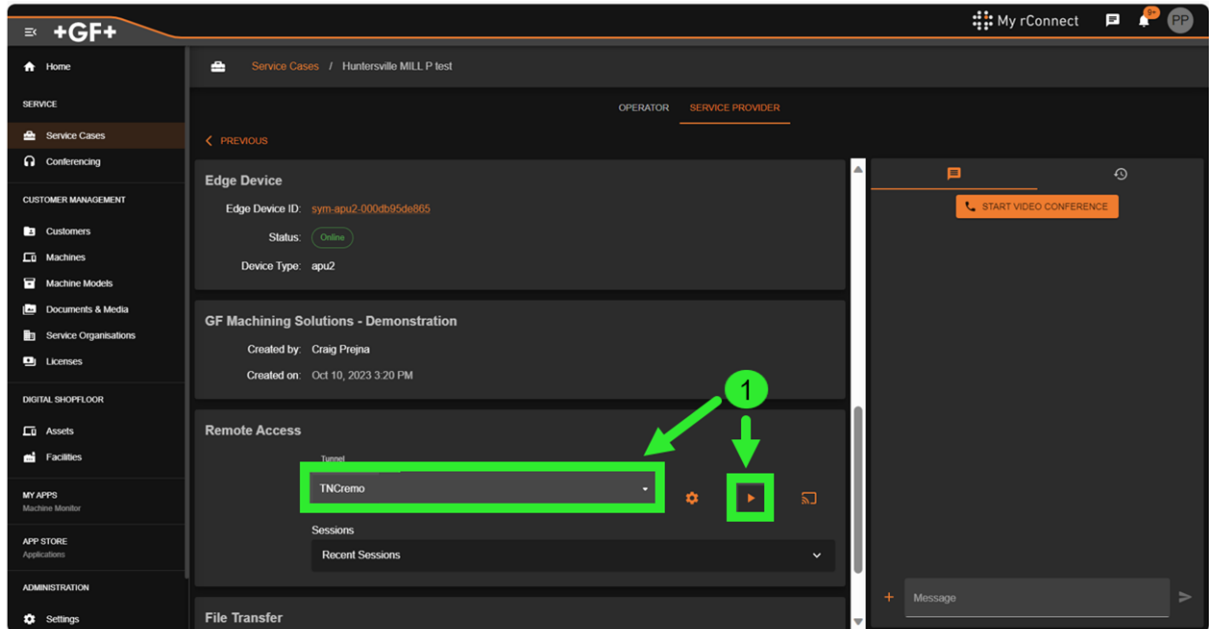 +GF+
My rConnect
9+
PP
Home
Service Cases / Huntersville MILL P test
SERVICE
OPERATOR SERVICE PROVIDER
Service Cases
Conferencing
PREVIOUS
CUSTOMER MANAGEMENT
Customers
Machines
Machine Models
Documents & Media
Service Organisations
Licenses
DIGITAL SHOPFLOOR
Assets
Facilities
MY APPS
Machine Monitor
APP STORE
Applications
ADMINISTRATION
Settings
Edge Device
Edge Device ID: sym-apu2-000db95de865
Status: Online
Device Type: apu2
GF Machining Solutions - Demonstration
Created by: Craig Prejna
Created on: Oct 10, 2023 3:20 PM
1
Remote Access
Tunnel
TNCremo
Sessions
Recent Sessions
File Transfer
START VIDEO CONFERENCE
Message